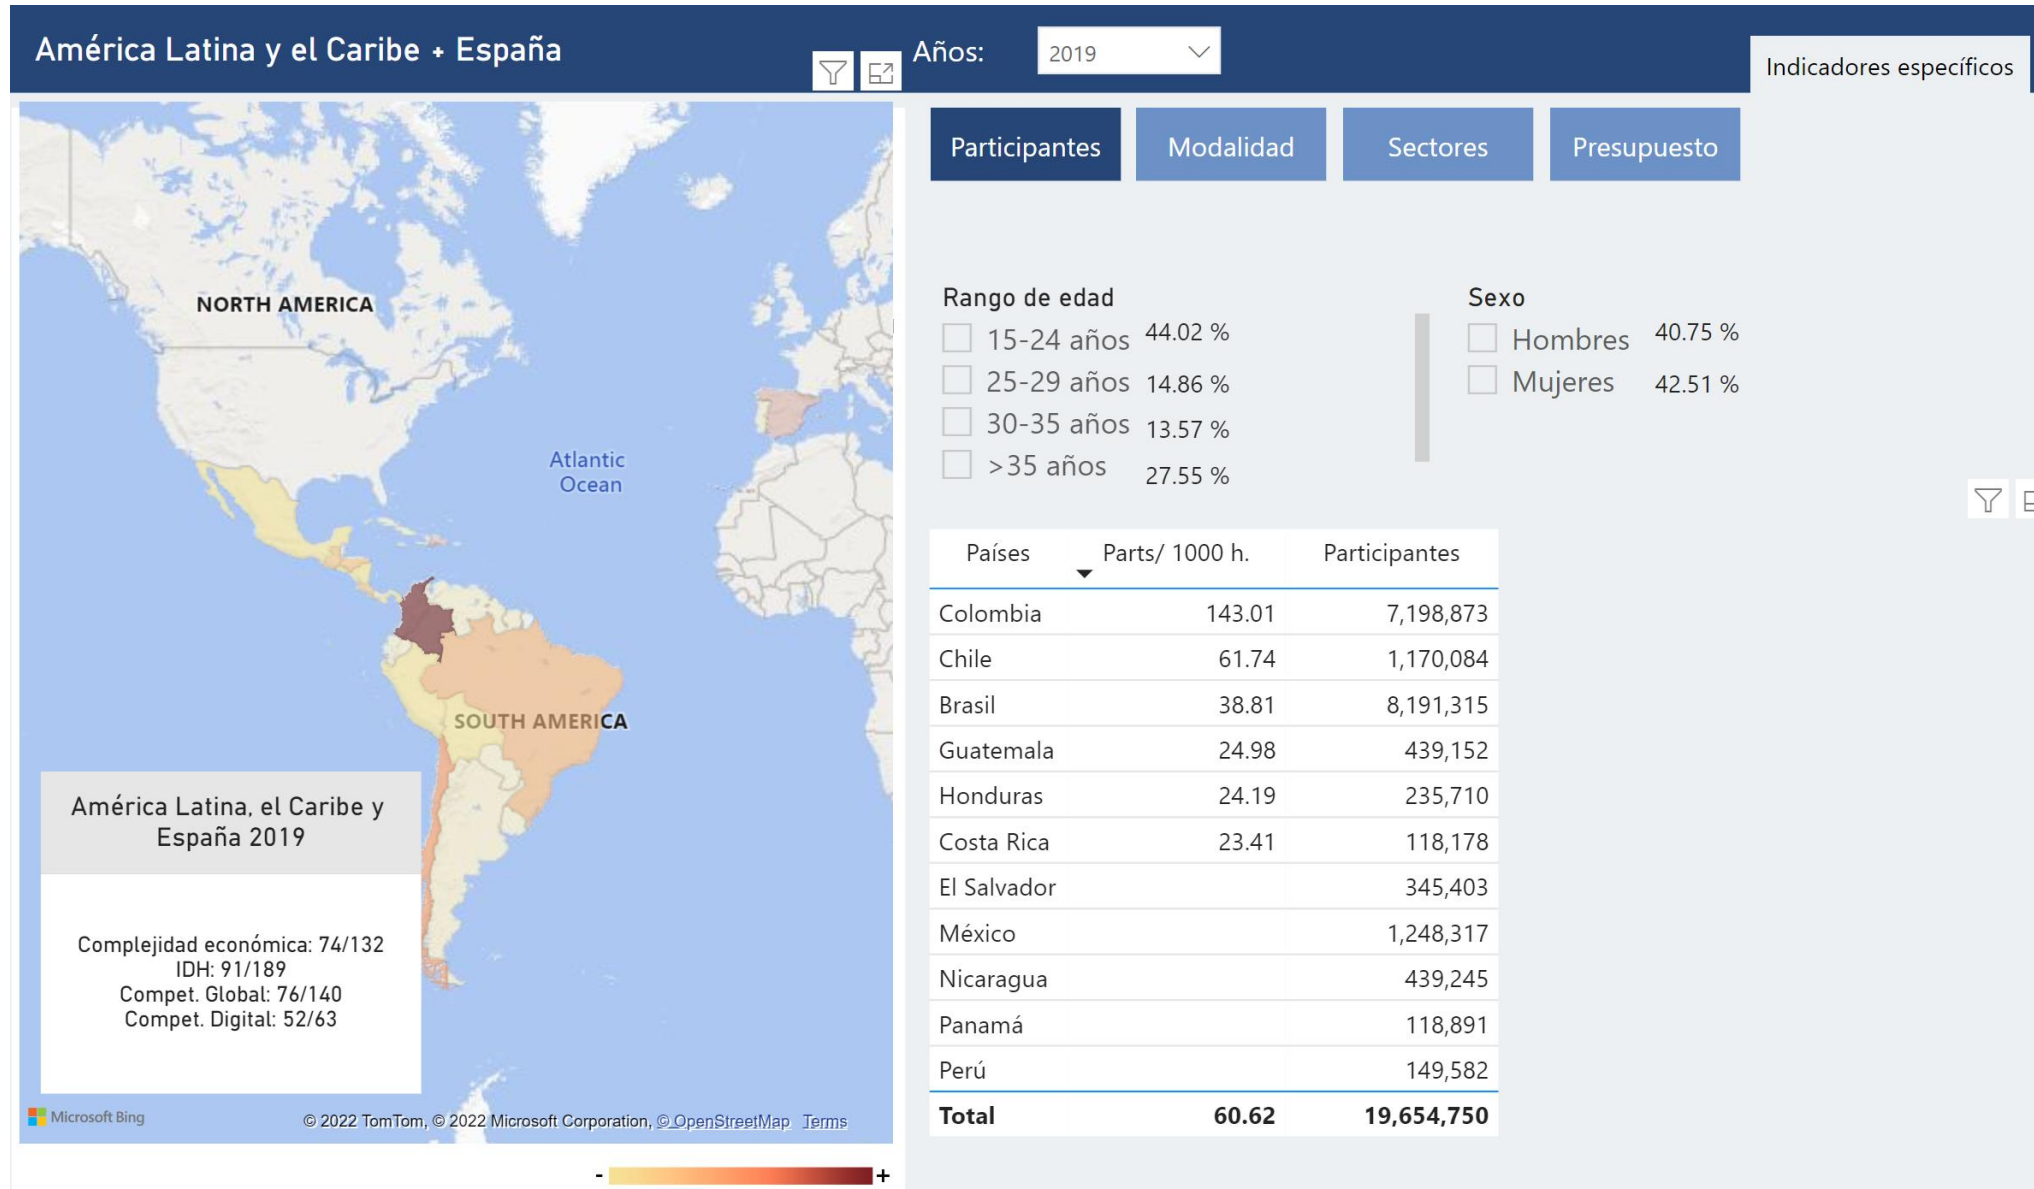 América Latina y el Caribe + España
Años:
2019
Indicadores específicos
Participantes
Modalidad
Sectores
Presupuesto
NORTH AMERICA
Atlantic
Ocean
SOUTH AMERICA
América Latina, el Caribe y
España 2019
Complejidad económica: 74/132
IDH: 91/189
Compet. Global: 76/140
Compet. Digital: 52/63
Microsoft Bing
© 2022 TomTom, © 2022 Microsoft Corporation, © OpenStreetMap Terms
- +
Rango de edad
15-24 años 44.02 %
25-29 años 14.86 %
30-35 años 13.57 %
>35 años 27.55 %
Sexo
Hombres 40.75 %
Mujeres 42.51 %
Países Parts/ 1000 h. Participantes
Colombia 143.01 7,198,873
Chile 61.74 1,170,084
Brasil 38.81 8,191,315
Guatemala 24.98 439,152
Honduras 24.19 235,710
Costa Rica 23.41 118,178
El Salvador 345,403
México 1,248,317
Nicaragua 439,245
Panamá 118,891
Perú 149,582
Total 60.62 19,654,750